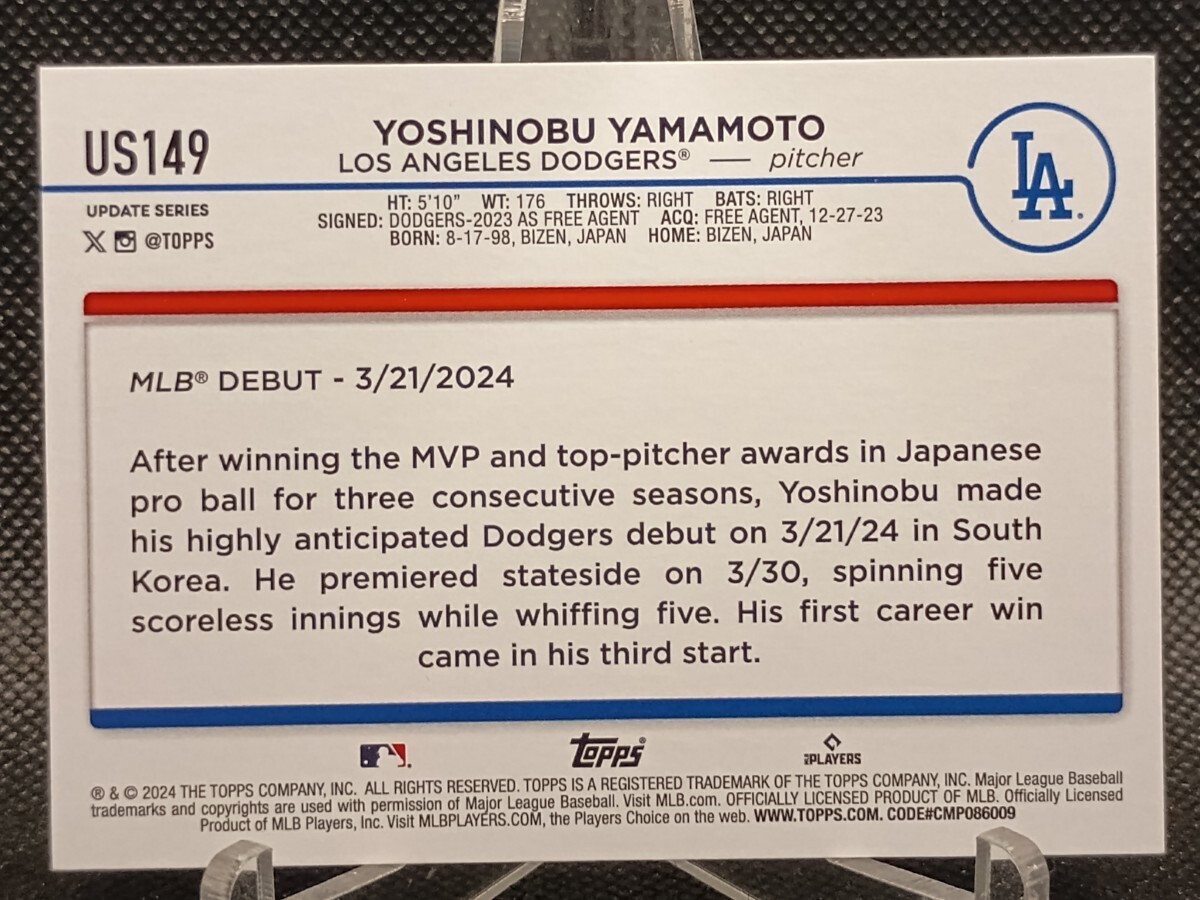 US149
YOSHINOBU YAMAMOTO
LOS ANGELES DODGERS® — pitcher
LA
UPDATE SERIES
@TOPPS
HT: 5'10" WT: 176 THROWS: RIGHT BATS: RIGHT
SIGNED: DODGERS-2023 AS FREE AGENT ACQ: FREE AGENT, 12-27-23
BORN: 8-17-98, BIZEN, JAPAN HOME: BIZEN, JAPAN
MLB® DEBUT - 3/21/2024
After winning the MVP and top-pitcher awards in Japanese
pro ball for three consecutive seasons, Yoshinobu made
his highly anticipated Dodgers debut on 3/21/24 in South
Korea. He premiered stateside on 3/30, spinning five
scoreless innings while whiffing five. His first career win
came in his third start.
topps®
MLB PLAYERS
® & © 2024 THE TOPPS COMPANY, INC. ALL RIGHTS RESERVED. TOPPS IS A REGISTERED TRADEMARK OF THE TOPPS COMPANY, INC. Major League Baseball
trademarks and copyrights are used with permission of Major League Baseball. Visit MLB.com. OFFICIALLY LICENSED PRODUCT OF MLB. Officially Licensed
Product of MLB Players, Inc. Visit MLBPLAYERS.COM, the Players Choice on the web. WWW.TOPPS.COM. CODE#CMP086009